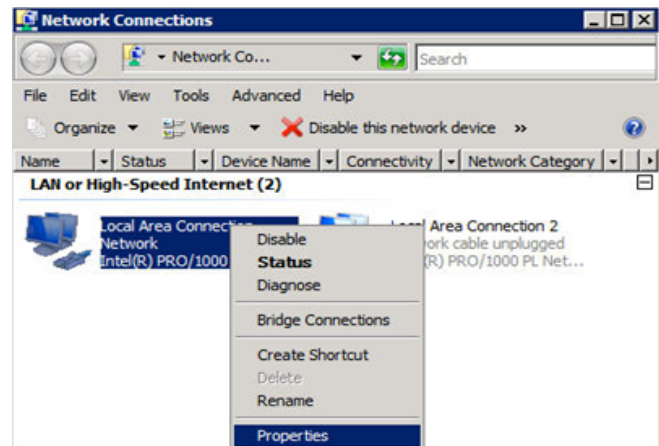 Network Connections
Network Co...
Search
File Edit View Tools Advanced Help
Organize Views Disable this network device »
Name Status Device Name Connectivity Network Category
LAN or High-Speed Internet (2)
Local Area Connection
Network
Intel(R) PRO/1000
Area Connection 2
cable unplugged
(R) PRO/1000 PL Net...
Disable
Status
Diagnose
Bridge Connections
Create Shortcut
Delete
Rename
Properties